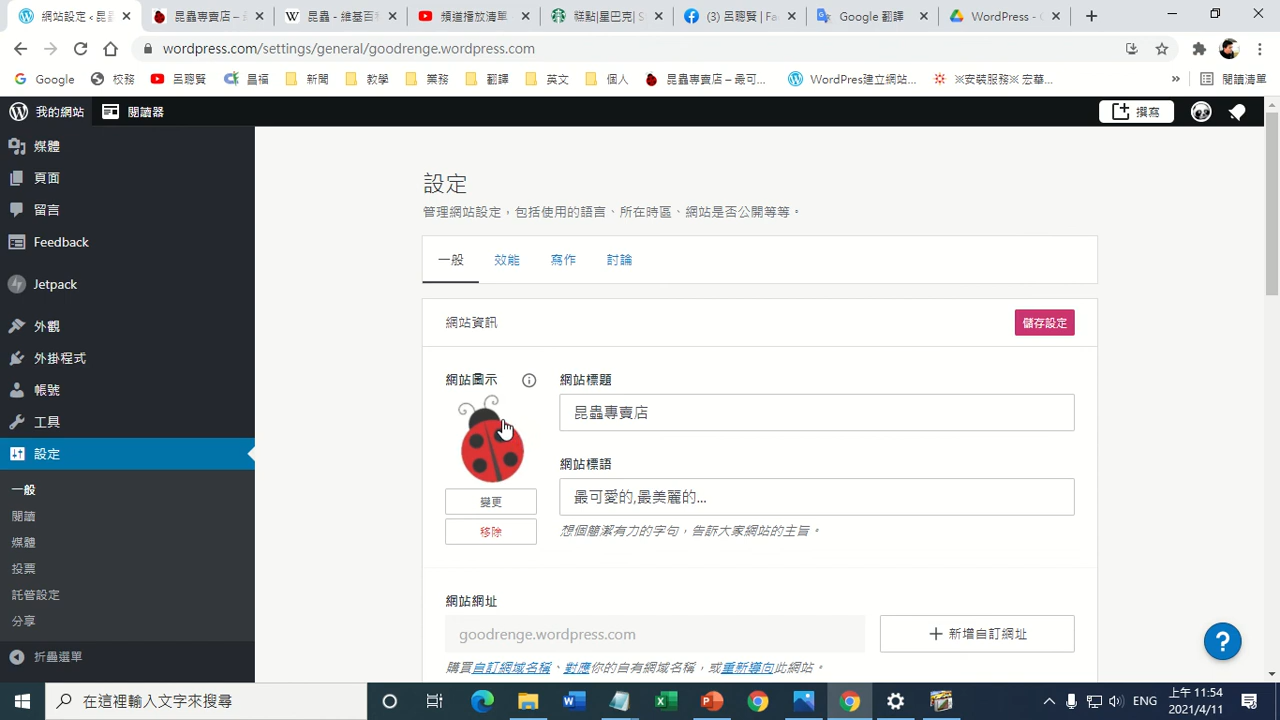 網站設定 ‹ 
昆蟲專賣店 –
昆蟲 - 維基百
頻道播放清單
糕點|星巴克| S
(3) 呂聰賢 | Fa
Google 翻譯
WordPress - G
wordpress.com/settings/general/goodrenge.wordpress.com
Google
校務
呂聰賢
昌福
新聞
教學
業務
翻譯
英文
個人
昆蟲專賣店 – 最可...
WordPres建立網站...
※安裝服務※ 宏華...
»
閱讀清單
我的網站
閱讀器
撰寫
媒體
頁面
留言
Feedback
Jetpack
外觀
外掛程式
帳號
工具
設定
一般
閱讀
媒體
投票
託管設定
分享
折疊選單
設定
管理網站設定，包括使用的語言、所在時區、網站是否公開等等。
一般
效能
寫作
討論
網站資訊
儲存設定
網站圖示
網站標題
昆蟲專賣店
網站標語
最可愛的,最美麗的...
想個簡潔有力的字句，告訴大家網站的主旨。
變更
移除
網站網址
goodrenge.wordpress.com
+ 新增自訂網址
購買自訂網域名稱、對應你的自有網域名稱，或重新導向此網站。
?
在這裡輸入文字來搜尋
ENG
上午 11:54
2021/4/11